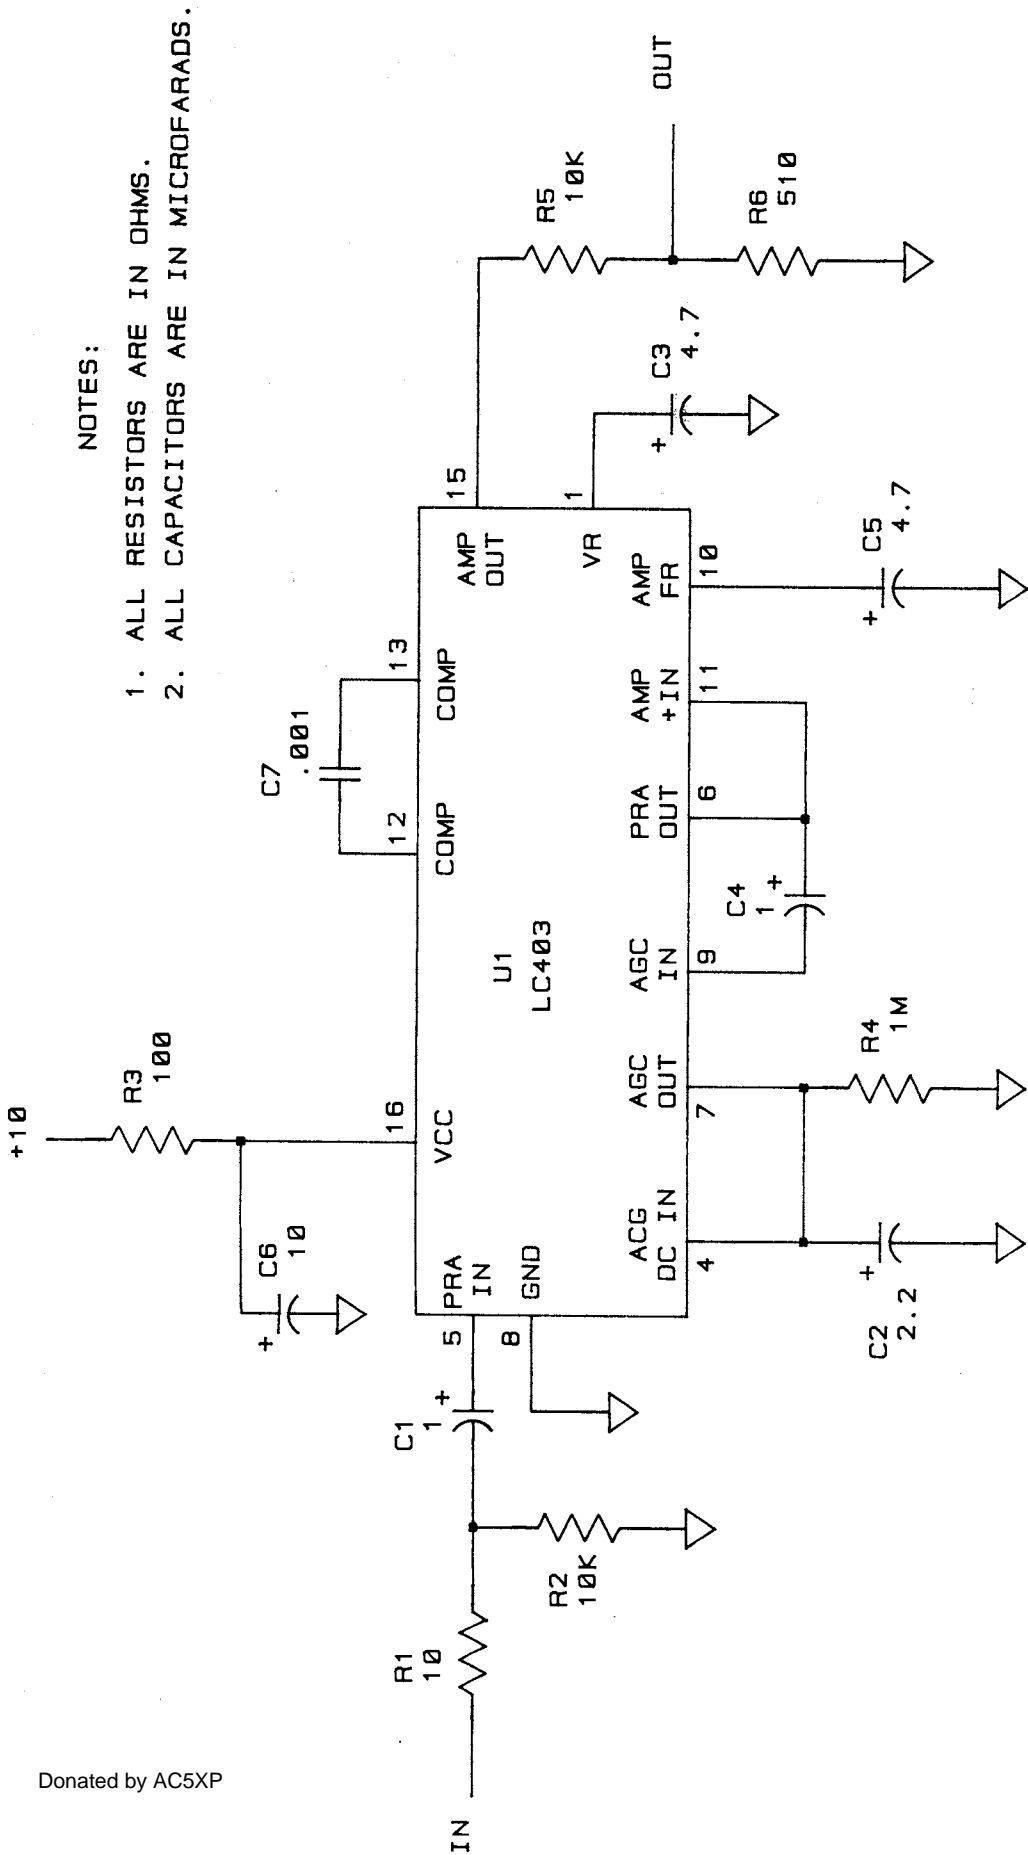 NOTES:
1. ALL RESISTORS ARE IN OHMS.
2. ALL CAPACITORS ARE IN MICROFARADS.
+10
R3
100
C6
10
+
C7
.001
16
12
13
VCC
COMP
COMP
IN
R1
10
R2
10K
C1
1
+
5
PRA
IN
8
GND
U1
LC403
AMP
OUT
15
VR
1
R5
10K
OUT
R6
510
C3
4.7
+
ACG
DC IN
4
AGC
OUT
7
AGC
IN
9
PRA
OUT
6
AMP
+IN
11
AMP
FR
10
C2
2.2
+
R4
1M
C4
1
+
C5
4.7
+
Donated by AC5XP